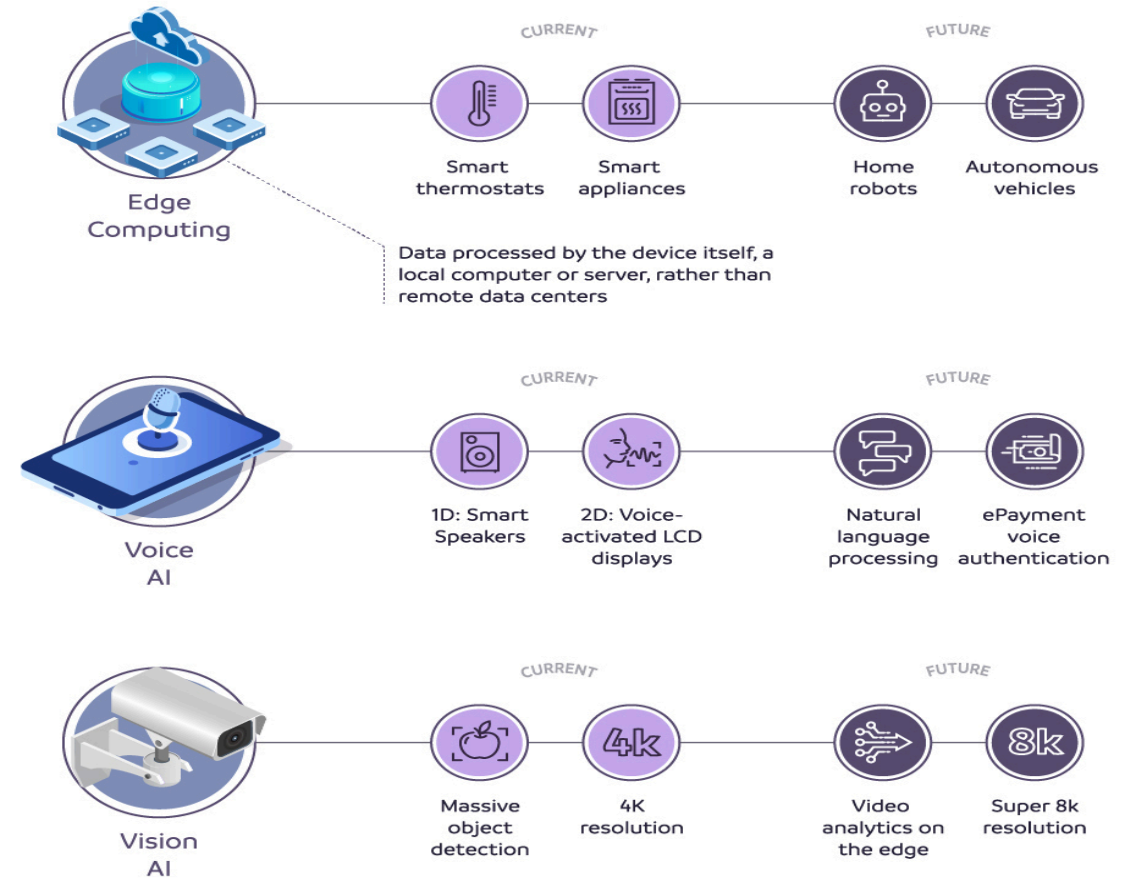 CURRENT
FUTURE
Smart
thermostats
Smart
appliances
Home
robots
Autonomous
vehicles
Edge
Computing
Data processed by the device itself, a
local computer or server, rather than
remote data centers
CURRENT
FUTURE
1D: Smart
Speakers
2D: Voice-
activated LCD
displays
Natural
language
processing
ePayment
voice
authentication
Voice
AI
CURRENT
FUTURE
4k
8k
Massive
object
detection
4K
resolution
Video
analytics on
the edge
Super 8k
resolution
Vision
AI